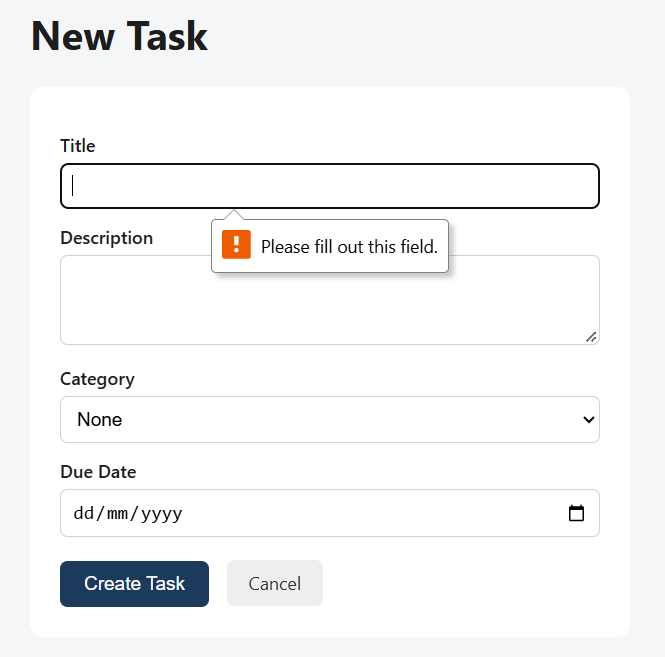 New Task
Title
Please fill out this field.
Description
Category
None
Due Date
dd/mm/yyyy
Create Task
Cancel